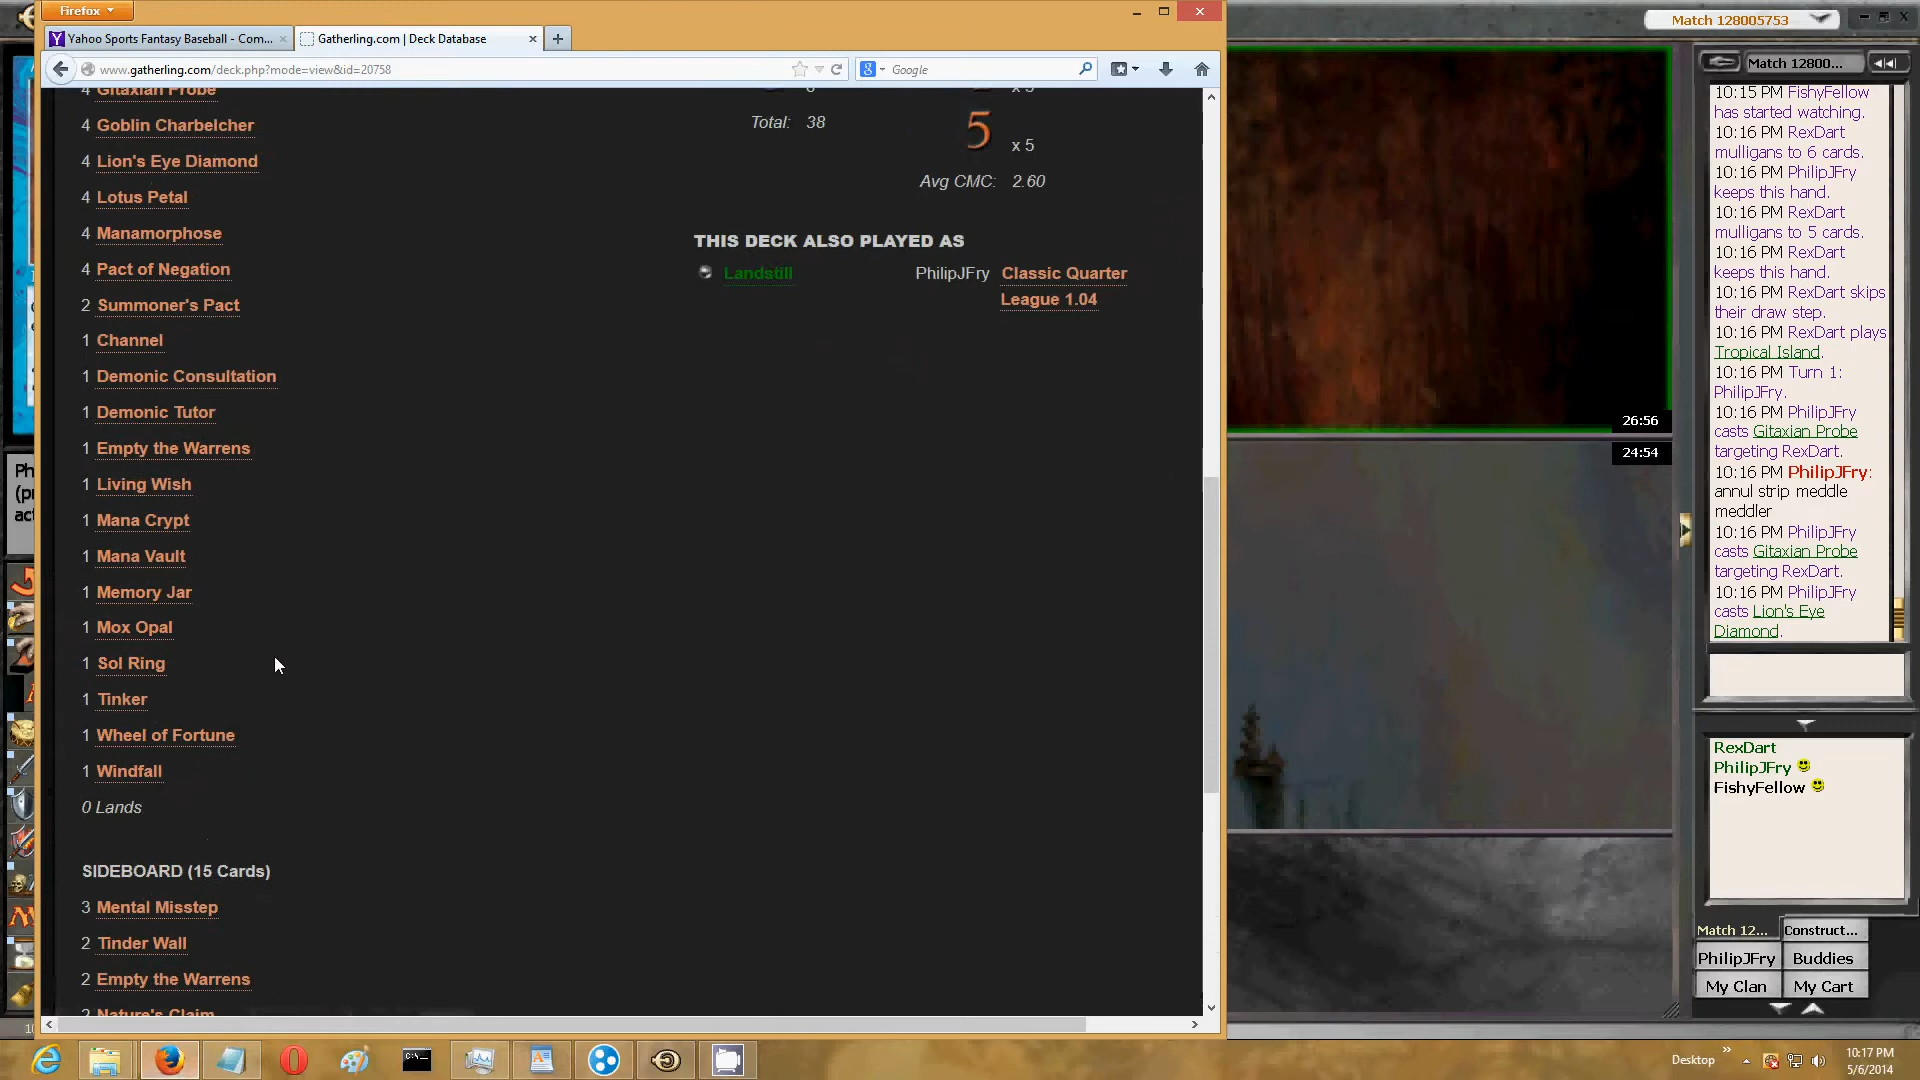 Firefox
Match 128005753
Yahoo Sports Fantasy Baseball - Com...
Gatherling.com | Deck Database
www.gatherling.com/deck.php?mode=view&id=20758
Google
4 Gitaxian Probe
4 Goblin Charbelcher
4 Lion's Eye Diamond
4 Lotus Petal
4 Manamorphose
4 Pact of Negation
2 Summoner's Pact
1 Channel
1 Demonic Consultation
1 Demonic Tutor
1 Empty the Warrens
1 Living Wish
1 Mana Crypt
1 Mana Vault
1 Memory Jar
1 Mox Opal
1 Sol Ring
1 Tinker
1 Wheel of Fortune
1 Windfall
0 Lands
SIDEBOARD (15 Cards)
3 Mental Misstep
2 Tinder Wall
2 Empty the Warrens
2 Nature's Claim
Total: 38
5 x 5
Avg CMC: 2.60
THIS DECK ALSO PLAYED AS
Landstill PhilipJFry Classic Quarter
League 1.04
26:56
24:54
Match 12800...
10:15 PM FishyFellow
has started watching.
10:16 PM RexDart
mulligans to 6 cards.
10:16 PM PhilipJFry
keeps this hand.
10:16 PM RexDart
mulligans to 5 cards.
10:16 PM RexDart
keeps this hand.
10:16 PM RexDart skips
their draw step.
10:16 PM RexDart plays
Tropical Island.
10:16 PM Turn 1:
PhilipJFry.
10:16 PM PhilipJFry
casts Gitaxian Probe
targeting RexDart.
10:16 PM PhilipJFry:
annul strip meddle
meddler
10:16 PM PhilipJFry
casts Gitaxian Probe
targeting RexDart.
10:16 PM PhilipJFry
casts Lion's Eye
Diamond.
RexDart
PhilipJFry
FishyFellow
Match 12...
Construct...
PhilipJFry
Buddies
My Clan
My Cart
Desktop
10:17 PM
5/6/2014